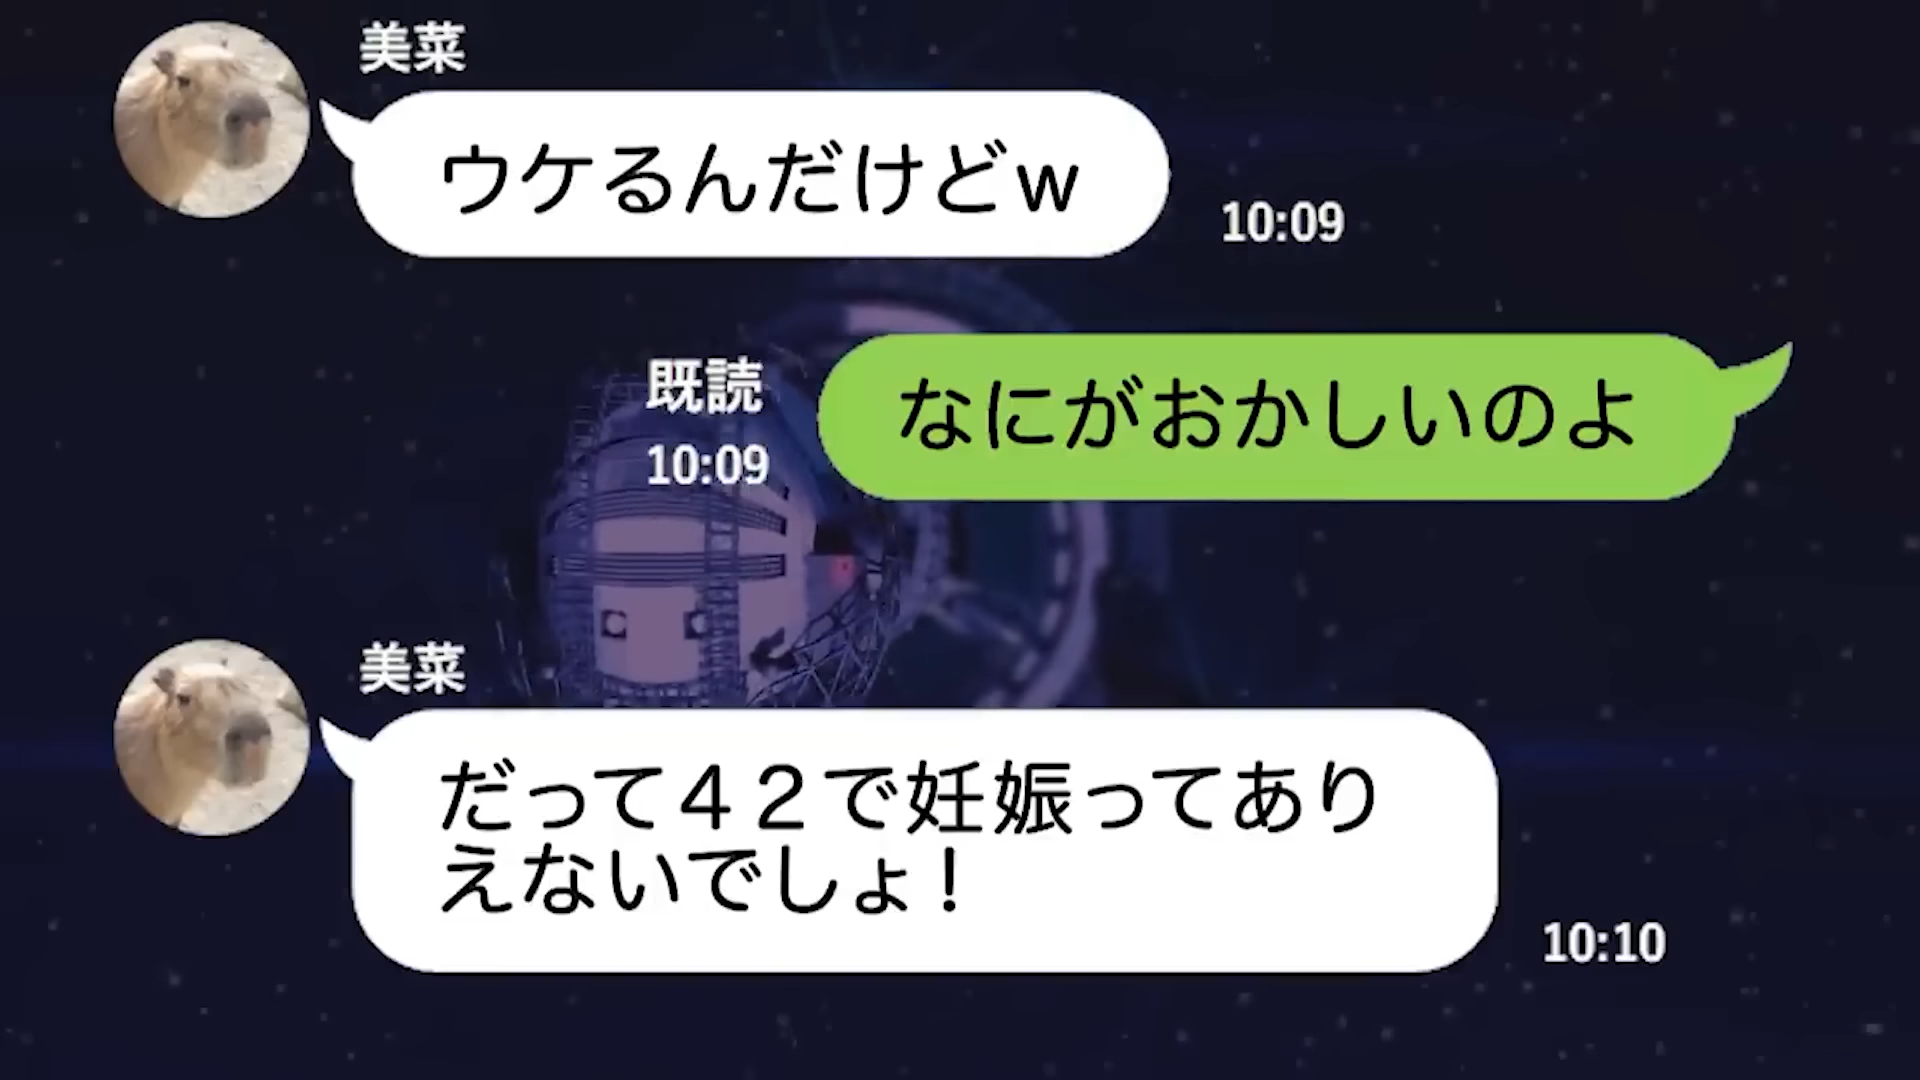 美菜
ウケるんだけどw
10:09
既読
10:09
なにがおかしいのよ
美菜
だって４２で妊娠ってあり
えないでしょ！
10:10